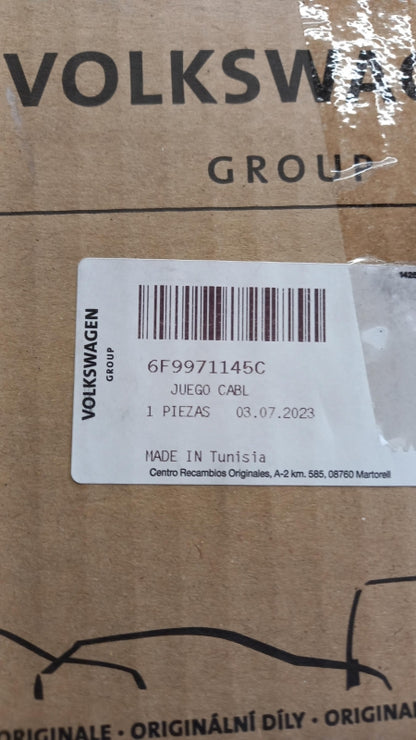 VOLKSWAG
GROUP
VOLKSWAGEN
GROUP
6F9971145C
JUEGO CABL
1 PIEZAS 03.07.2023
MADE IN Tunisia
Centro Recambios Originales, A-2 km. 585, 08760 Martorell
ORIGINALE · ORIGINÁLNÍ DÍLY · ORIGINA